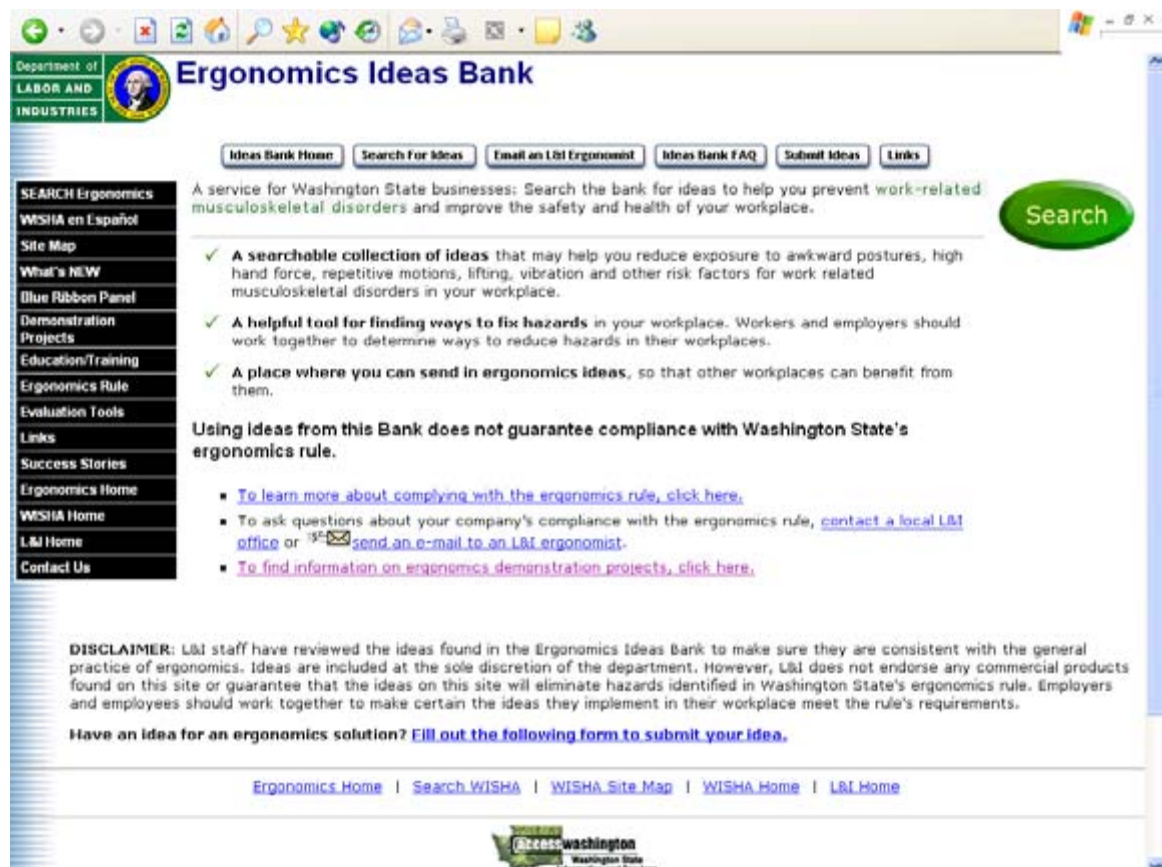 Department of
LABOR AND
INDUSTRIES
Ergonomics Ideas Bank
Ideas Bank Home
Search For Ideas
Email an L&I Ergonomist
Ideas Bank FAQ
Submit Ideas
Links
SEARCH Ergonomics
WISHA en Español
Site Map
What's NEW
Blue Ribbon Panel
Demonstration
Projects
Education/Training
Ergonomics Rule
Evaluation Tools
Links
Success Stories
Ergonomics Home
WISHA Home
L&I Home
Contact Us
A service for Washington State businesses: Search the bank for ideas to help you prevent work-related
musculoskeletal disorders and improve the safety and health of your workplace.
Search
A searchable collection of ideas that may help you reduce exposure to awkward postures, high
hand force, repetitive motions, lifting, vibration and other risk factors for work related
musculoskeletal disorders in your workplace.
A helpful tool for finding ways to fix hazards in your workplace. Workers and employers should
work together to determine ways to reduce hazards in their workplaces.
A place where you can send in ergonomics ideas, so that other workplaces can benefit from
them.
Using ideas from this Bank does not guarantee compliance with Washington State's
ergonomics rule.
To learn more about complying with the ergonomics rule, click here.
To ask questions about your company's compliance with the ergonomics rule, contact a local L&I
office or send an e-mail to an L&I ergonomist.
To find information on ergonomics demonstration projects, click here.
DISCLAIMER: L&I staff have reviewed the ideas found in the Ergonomics Ideas Bank to make sure they are consistent with the general
practice of ergonomics. Ideas are included at the sole discretion of the department. However, L&I does not endorse any commercial products
found on this site or guarantee that the ideas on this site will eliminate hazards identified in Washington State's ergonomics rule. Employers
and employees should work together to make certain the ideas they implement in their workplace meet the rule's requirements.
Have an idea for an ergonomics solution? Fill out the following form to submit your idea.
Ergonomics Home | Search WISHA | WISHA Site Map | WISHA Home | L&I Home
access washington
Washington State